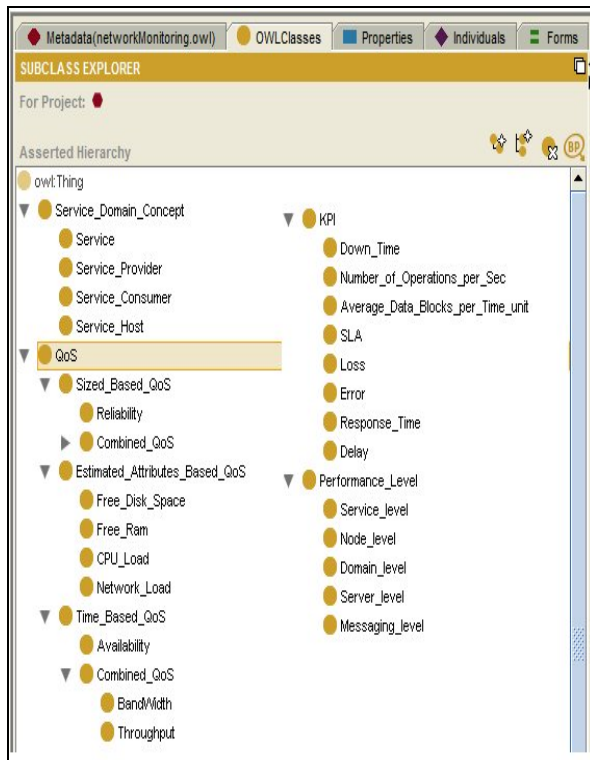 Metadata(networkMonitoring.owl) OWLClasses Properties Individuals Forms
SUBCLASS EXPLORER
For Project:
Asserted Hierarchy
BP
owl:Thing
Service_Domain_Concept
Service
Service_Provider
Service_Consumer
Service_Host
QoS
Sized_Based_QoS
Reliability
Combined_QoS
Estimated_Attributes_Based_QoS
Free_Disk_Space
Free_Ram
CPU_Load
Network_Load
Time_Based_QoS
Availability
Combined_QoS
BandWidth
Throughput
KPI
Down_Time
Number_of_Operations_per_Sec
Average_Data_Blocks_per_Time_unit
SLA
Loss
Error
Response_Time
Delay
Performance_Level
Service_level
Node_level
Domain_level
Server_level
Messaging_level